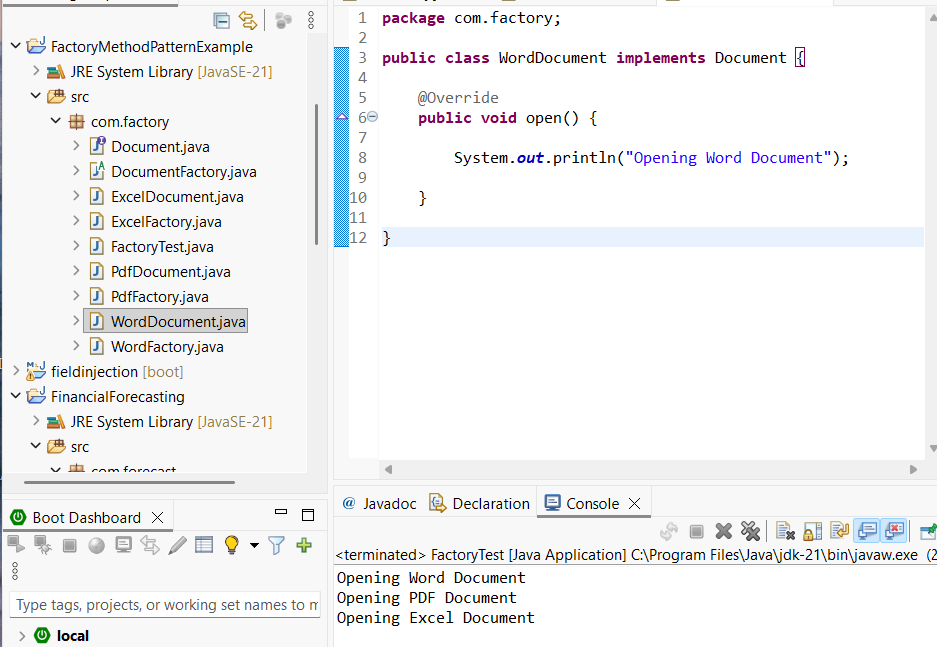 FactoryMethodPatternExample
JRE System Library [JavaSE-21]
src
com.factory
Document.java
DocumentFactory.java
ExcelDocument.java
ExcelFactory.java
FactoryTest.java
PdfDocument.java
PdfFactory.java
WordDocument.java
WordFactory.java
fieldinjection [boot]
FinancialForecasting
JRE System Library [JavaSE-21]
src
com.forecast
1 package com.factory;
2
3 public class WordDocument implements Document {
4
5 @Override
6 public void open() {
7
8 System.out.println("Opening Word Document");
9
10 }
11
12 }
Boot Dashboard
Type tags, projects, or working set names to m
local
@ Javadoc Declaration Console
<terminated> FactoryTest [Java Application] C:\Program Files\Java\jdk-21\bin\javaw.exe (2
Opening Word Document
Opening PDF Document
Opening Excel Document